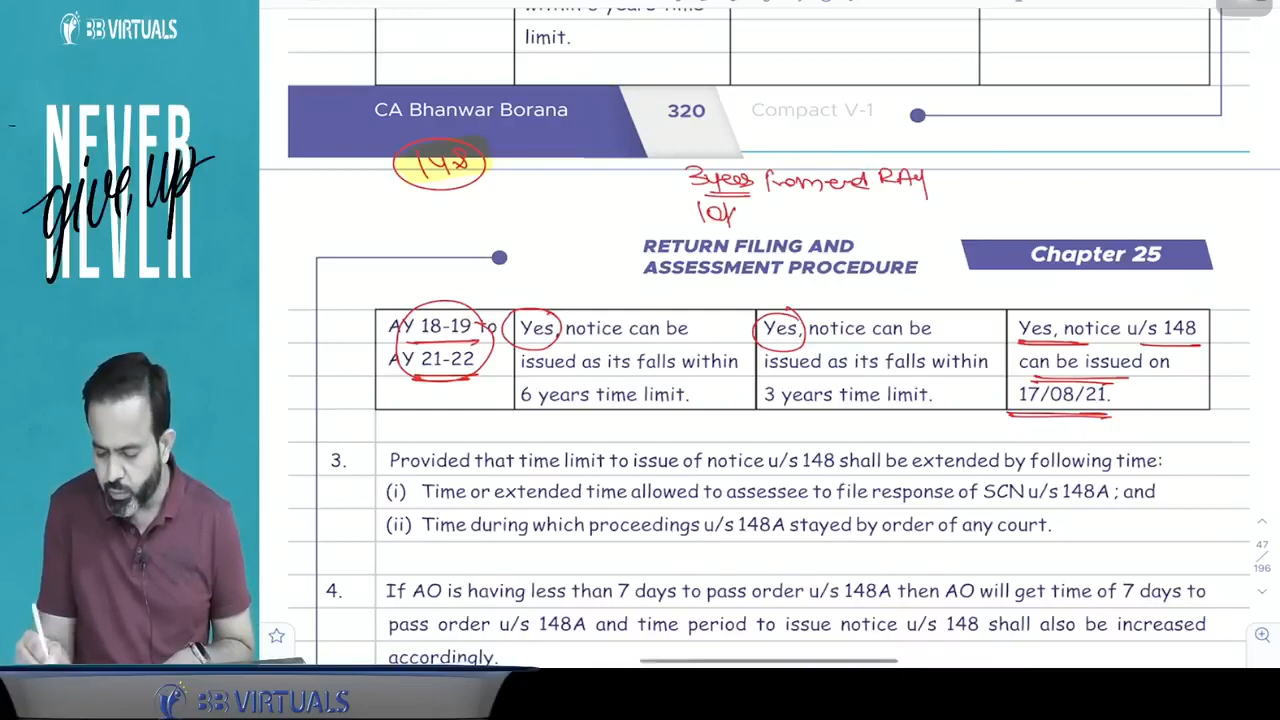 BB VIRTUALS
NEVER
give up
NEVER
limit.
CA Bhanwar Borana
320
Compact V-1
148
3 years from end RAY
10y
RETURN FILING AND
ASSESSMENT PROCEDURE
Chapter 25
AY 18-19 to
AY 21-22
Yes, notice can be
issued as its falls within
6 years time limit.
Yes, notice can be
issued as its falls within
3 years time limit.
Yes, notice u/s 148
can be issued on
17/08/21.
3. Provided that time limit to issue of notice u/s 148 shall be extended by following time:
(i) Time or extended time allowed to assessee to file response of SCN u/s 148A ; and
(ii) Time during which proceedings u/s 148A stayed by order of any court.
4. If AO is having less than 7 days to pass order u/s 148A then AO will get time of 7 days to
pass order u/s 148A and time period to issue notice u/s 148 shall also be increased
accordingly.
47
/
196
BB VIRTUALS